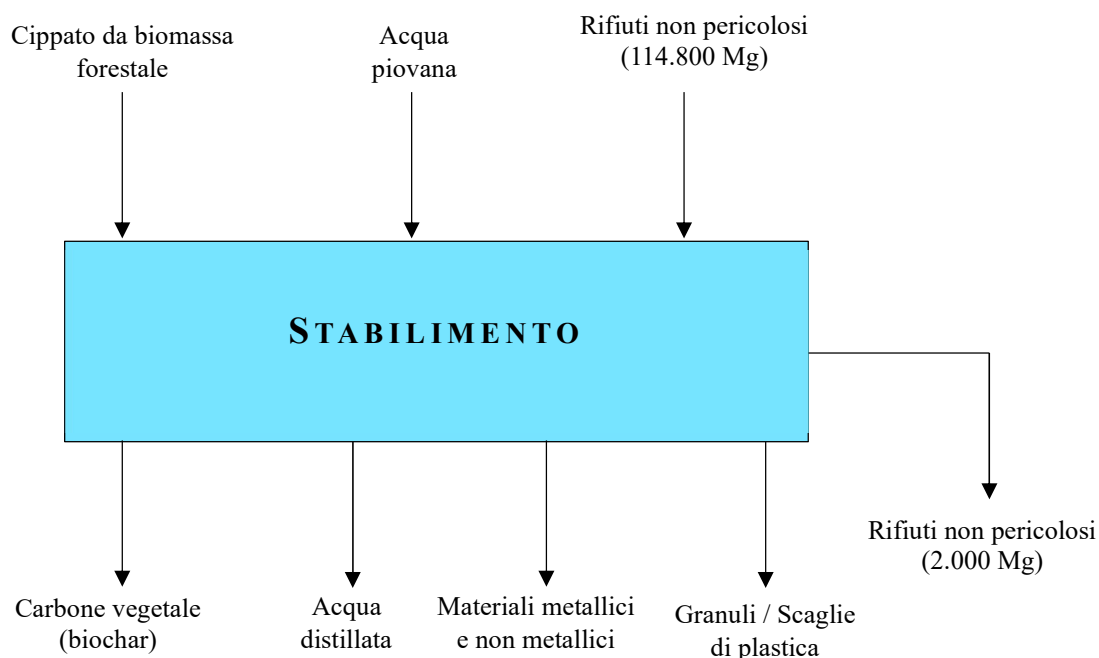 Cippato da biomassa
forestale
Acqua
piovana
Rifiuti non pericolosi
(114.800 Mg)
STABILIMENTO
Rifiuti non pericolosi
(2.000 Mg)
Carbone vegetale
(biochar)
Acqua
distillata
Materiali metallici
e non metallici
Granuli / Scaglie
di plastica